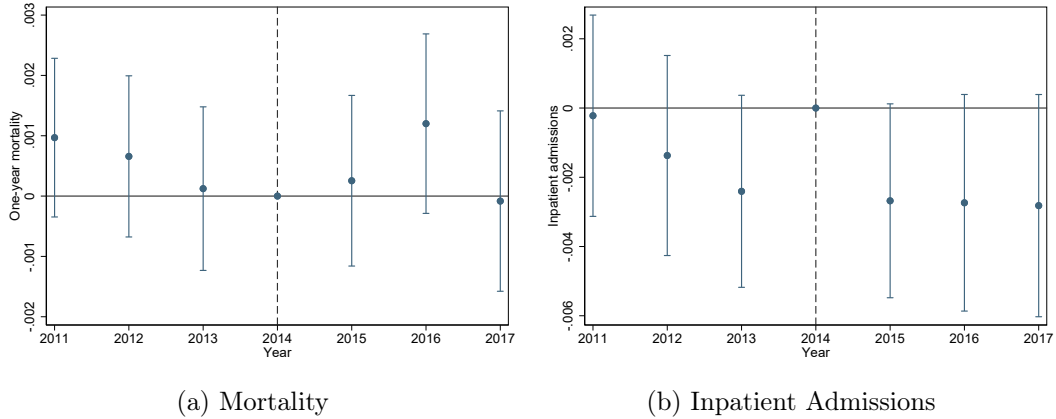 .003
.002
.001
0
-.001
-.002
One-year mortality
2011 2012 2013 2014 2015 2016 2017
Year
(a) Mortality
.002
0
-.002
-.004
-.006
Inpatient admissions
2011 2012 2013 2014 2015 2016 2017
Year
(b) Inpatient Admissions